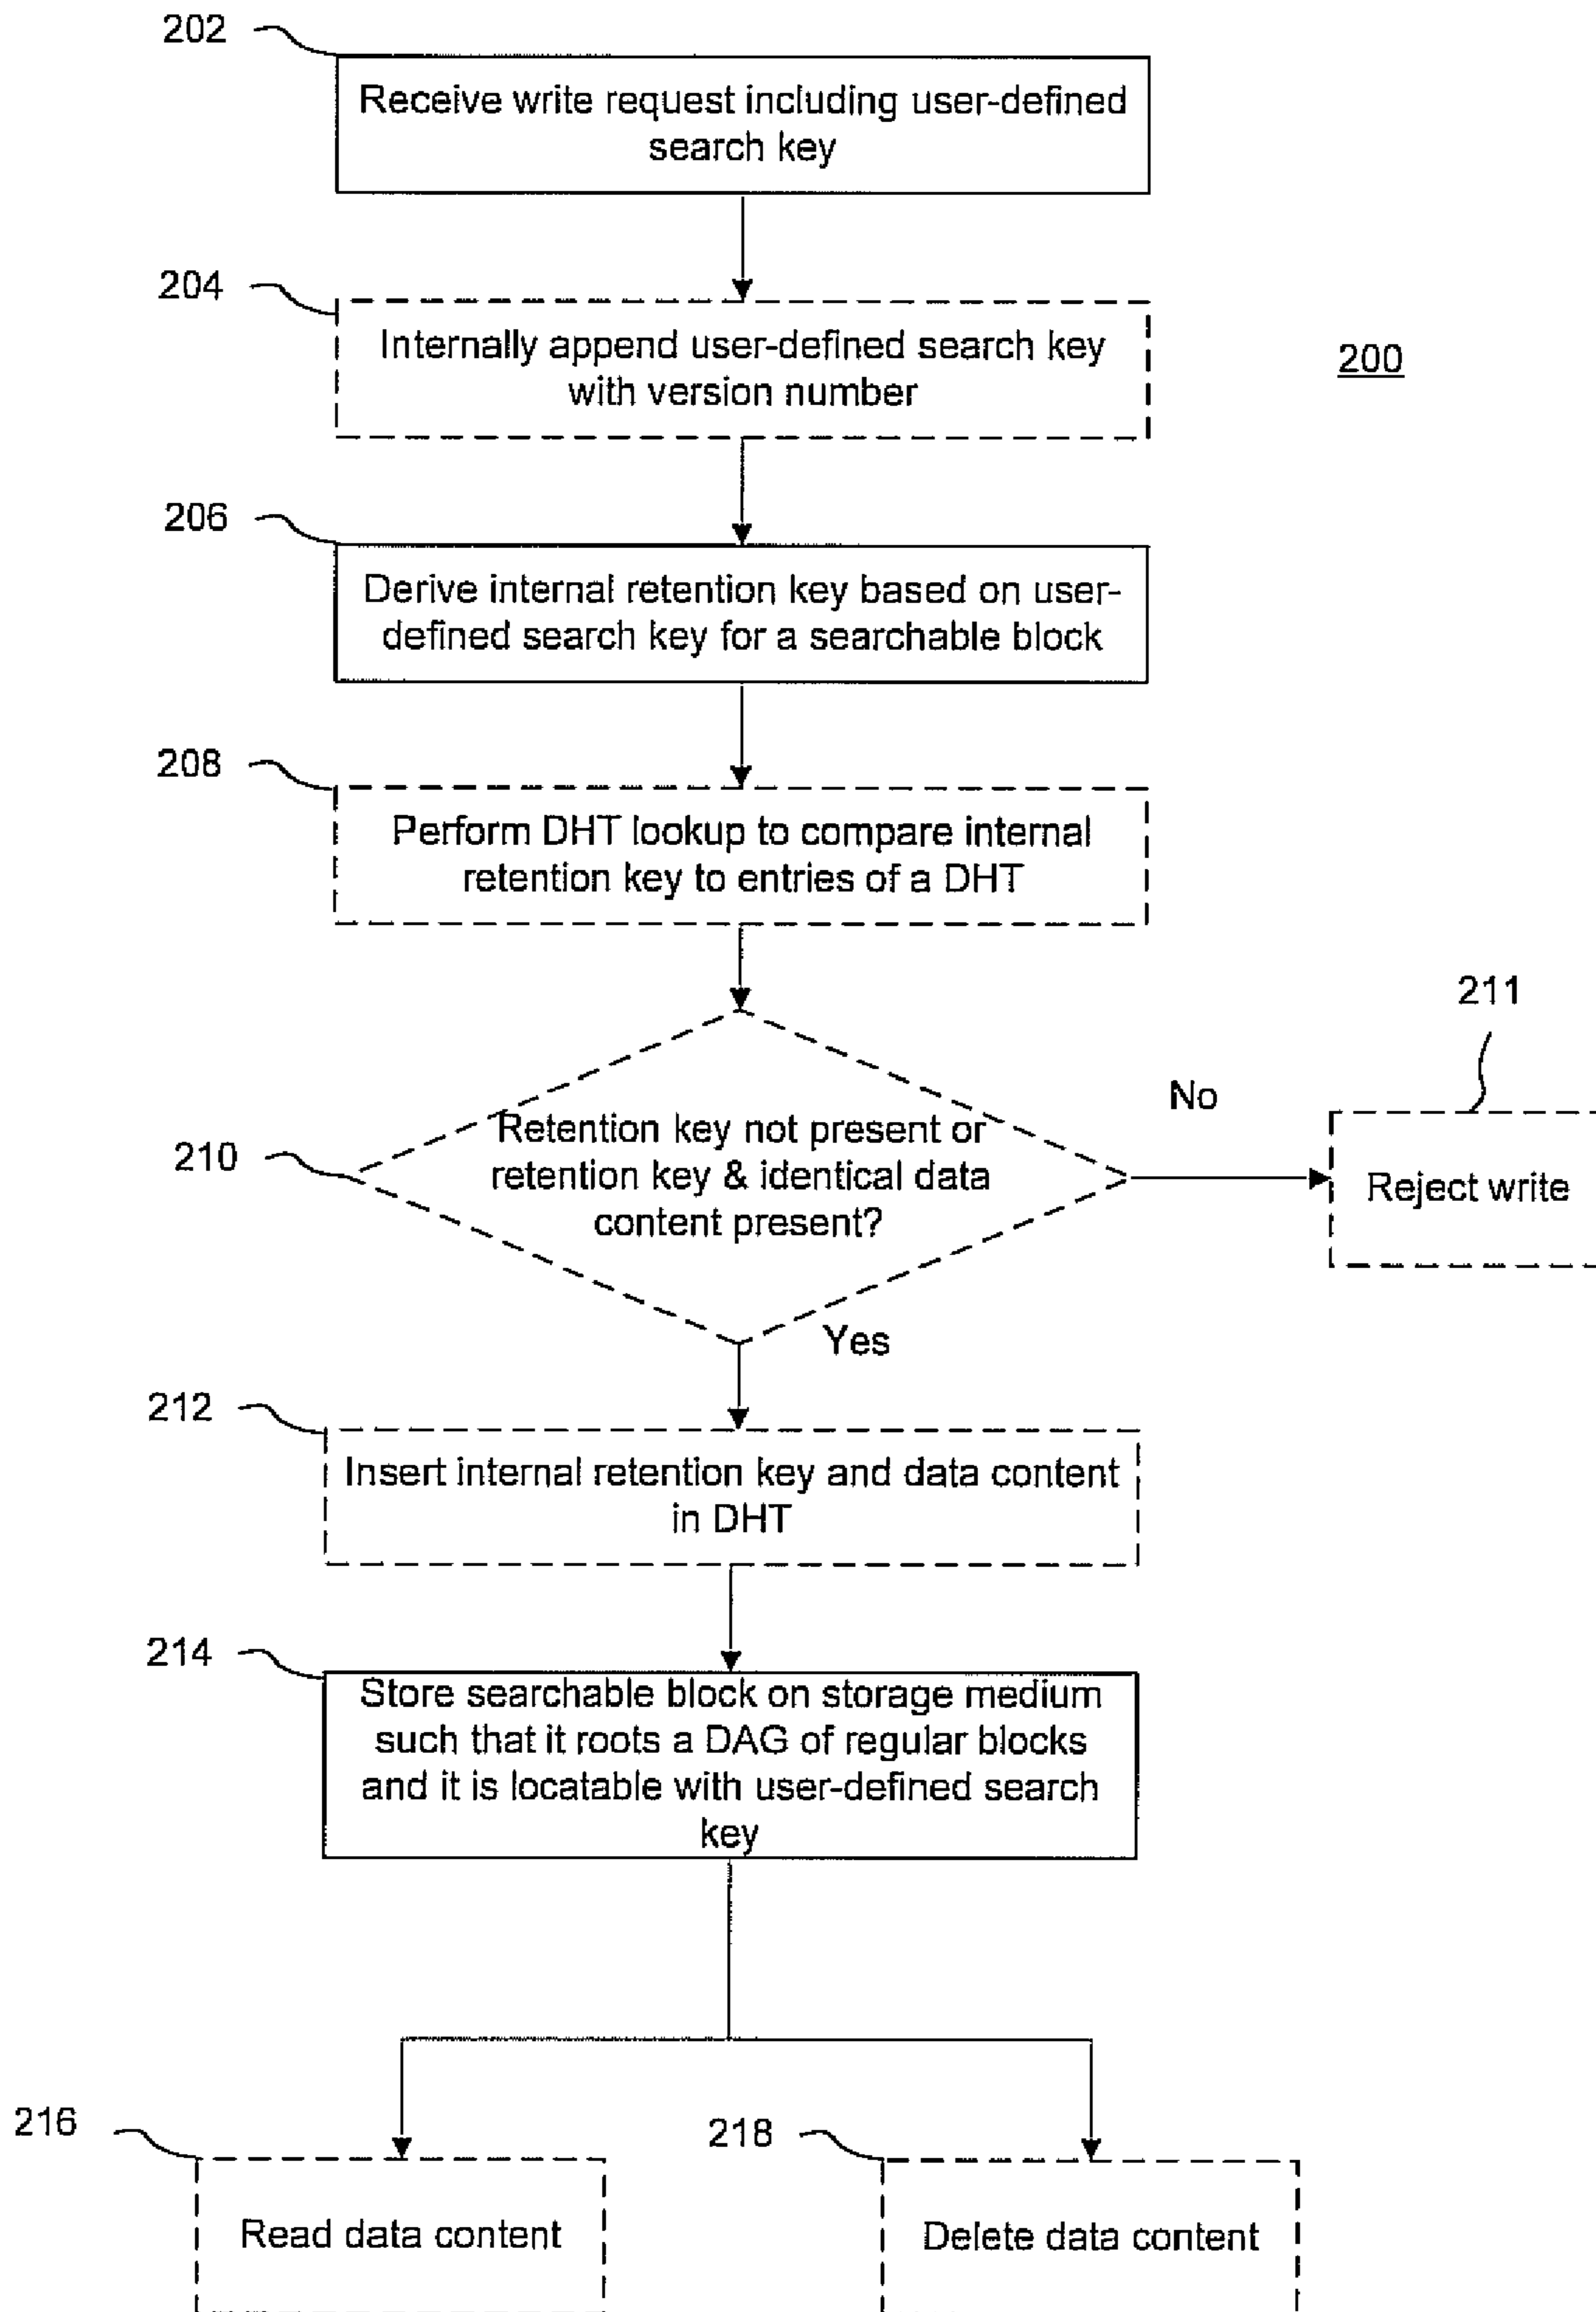 202
Receive write request including user-defined
search key
204
Internally append user-defined search key
with version number
200
206
Derive internal retention key based on user-
defined search key for a searchable block
208
Perform DHT lookup to compare internal
retention key to entries of a DHT
211
No
210
Retention key not present or
retention key & identical data
content present?
Reject write
Yes
212
Insert internal retention key and data content
in DHT
214
Store searchable block on storage medium
such that it roots a DAG of regular blocks
and it is locatable with user-defined search
key
216
218
Read data content
Delete data content